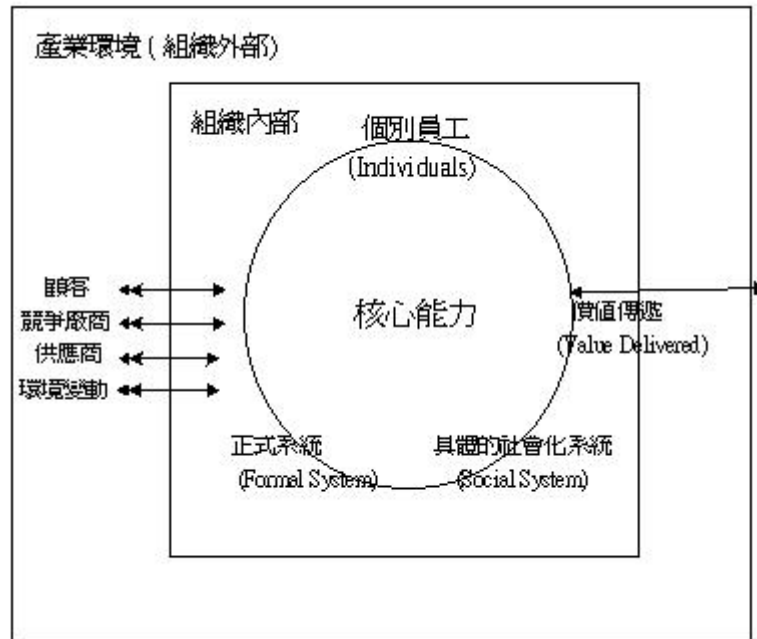 產業環境 ( 組織外部)
組織內部
個別員工
(Individuals)
顧客
競爭廠商
供應商
環境變動
核心能力
價值傳遞
(Value Delivered)
正式系統
(Formal System)
具體的社會化系統
(Social System)